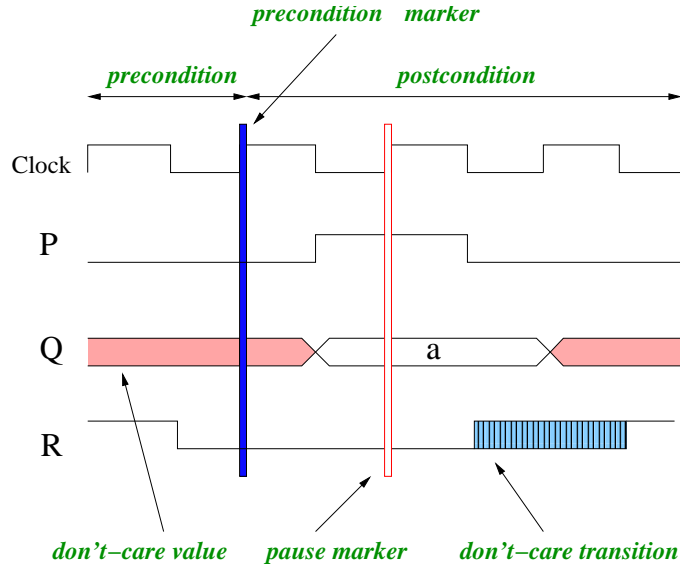 precondition marker
precondition
postcondition
Clock
P
Q
a
R
don't−care value
pause marker
don't−care transition